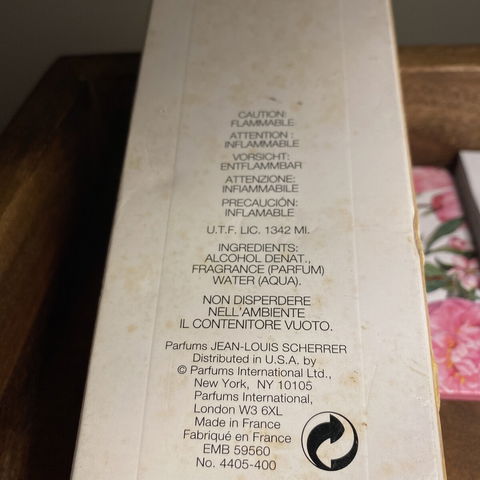 CAUTION:
FLAMMABLE
ATTENTION :
INFLAMMABLE
VORSICHT:
ENTFLAMMBAR
ATTENZIONE:
INFIAMMABILE
PRECAUCIÓN:
INFLAMABLE
U.T.F. LIC. 1342 MI.
INGREDIENTS:
ALCOHOL DENAT.,
FRAGRANCE (PARFUM)
WATER (AQUA).
NON DISPERDERE
NELL'AMBIENTE
IL CONTENITORE VUOTO.
Parfums JEAN-LOUIS SCHERRER
Distributed in U.S.A. by
© Parfums International Ltd.,
New York, NY 10105
Parfums International,
London W3 6XL
Made in France
Fabriqué en France
EMB 59560
No. 4405-400